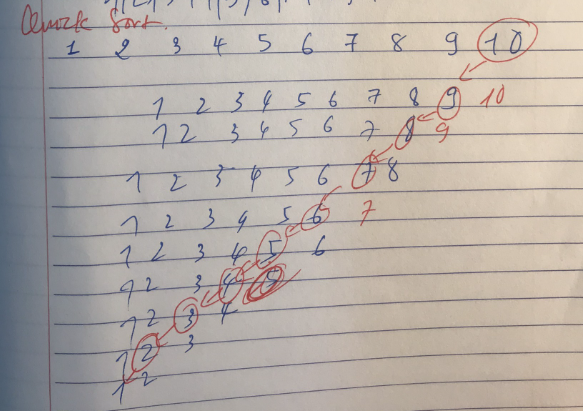 Quick Sort.
1 2 3 4 5 6 7 8 9 10
1 2 3 4 5 6 7 8 9 10
1 2 3 4 5 6 7 8 9
1 2 3 4 5 6 7 8
1 2 3 4 5 6 7
1 2 3 4 5 6
1 2 3 4 5
1 2 3 4
1 2 3
1 2